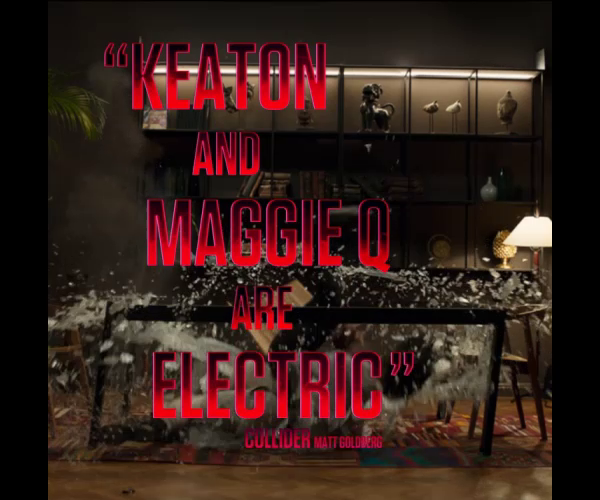 “KEATON
AND
MAGGIE Q
ARE
ELECTRIC”
COLLIDER MATT GOLDBERG